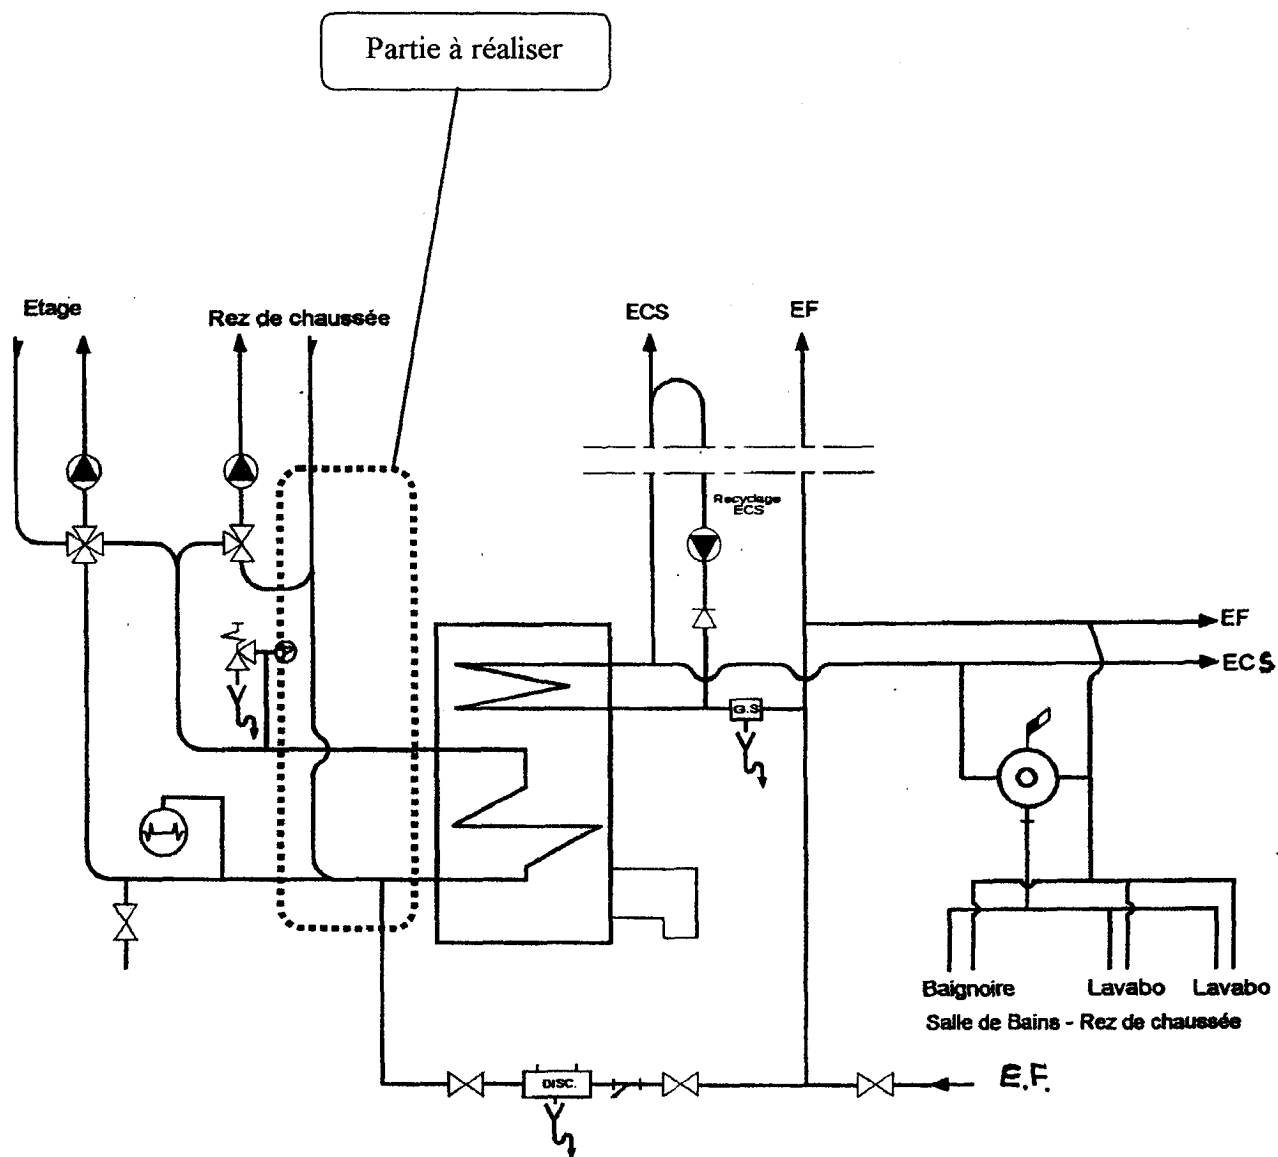 Partie à réaliser
Etage
Rez de chaussée
ECS
EF
Recyclage
ECS
EF
ECS
G.S
DISC.
E.F.
Baignoire
Lavabo
Lavabo
Salle de Bains - Rez de chaussée